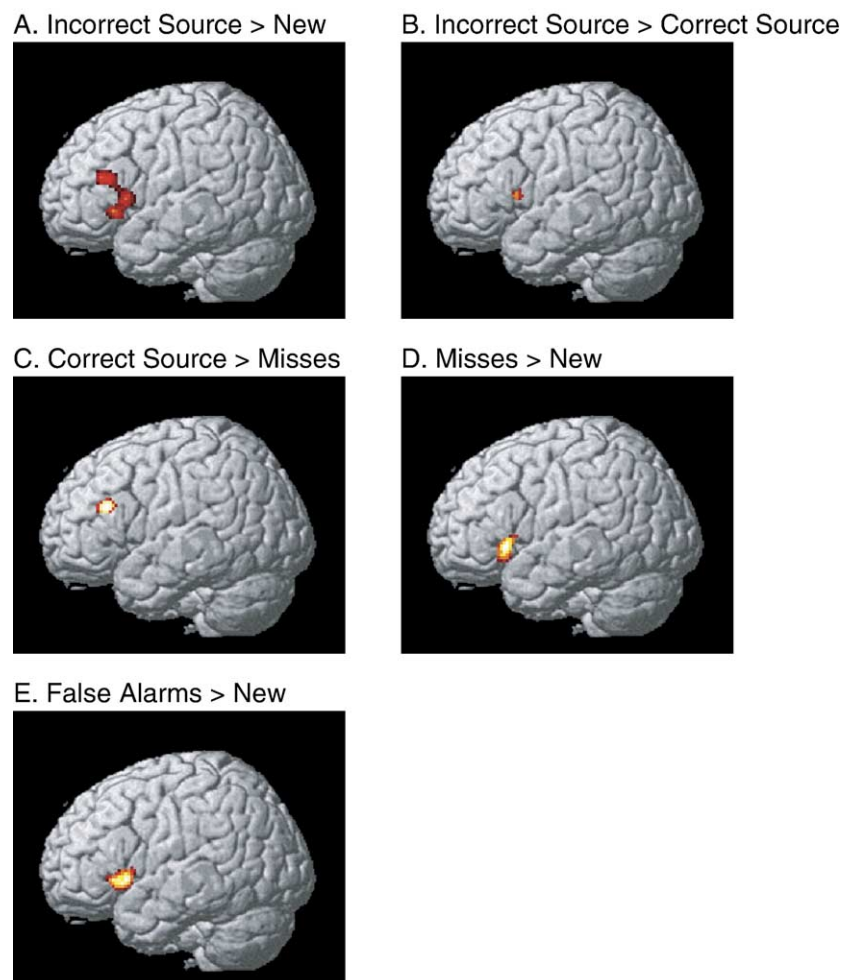 A. Incorrect Source > New
B. Incorrect Source > Correct Source
C. Correct Source > Misses
D. Misses > New
E. False Alarms > New